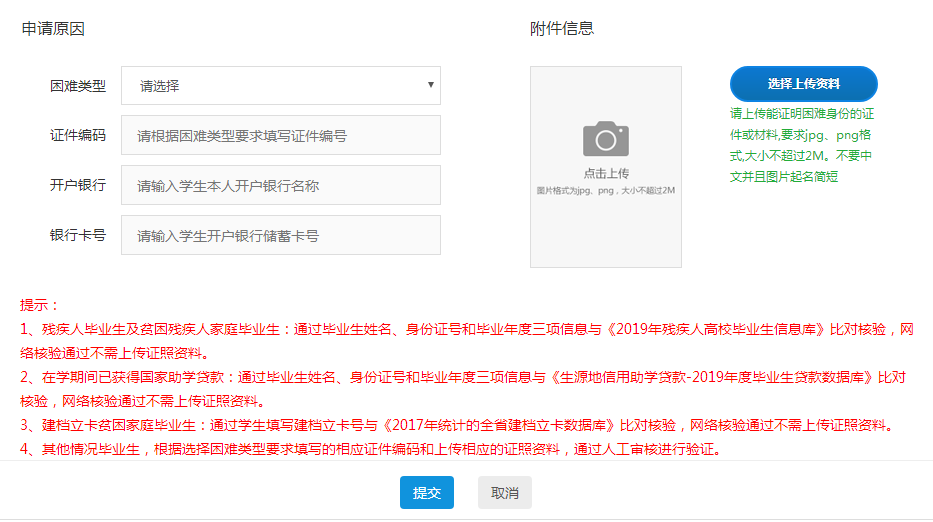 申请原因
附件信息
困难类型
请选择
证件编码
请根据困难类型要求填写证件编号
开户银行
请输入学生本人开户银行名称
银行卡号
请输入学生开户银行储蓄卡号
点击上传
图片格式为jpg、png，大小不超过2M
选择上传资料
请上传能证明困难身份的证
件或材料,要求jpg、png格
式,大小不超过2M。不要中
文并且图片起名简短
提示：
1、残疾人毕业生及贫困残疾人家庭毕业生：通过毕业生姓名、身份证号和毕业年度三项信息与《2019年残疾人高校毕业生信息库》比对核验，网
络核验通过不需上传证照资料。
2、在学期间已获得国家助学贷款：通过毕业生姓名、身份证号和毕业年度三项信息与《生源地信用助学贷款-2019年度毕业生贷款数据库》比对
核验，网络核验通过不需上传证照资料。
3、建档立卡贫困家庭毕业生：通过学生填写建档立卡号与《2017年统计的全省建档立卡数据库》比对核验，网络核验通过不需上传证照资料。
4、其他情况毕业生，根据选择困难类型要求填写的相应证件编码和上传相应的证照资料，通过人工审核进行验证。
提交
取消